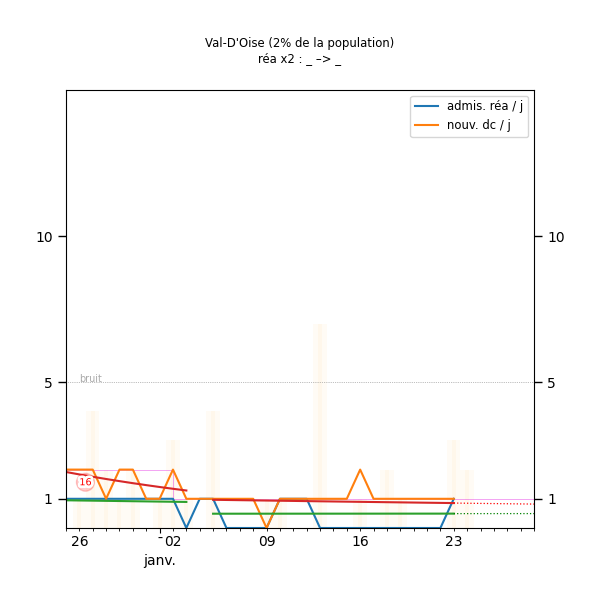 Val-D'Oise (2% de la population)
réa x2 : _ –> _
admis. réa / j
nouv. dc / j
10 10
bruit
5 5
16
1 1
26 02 09 16 23
janv.